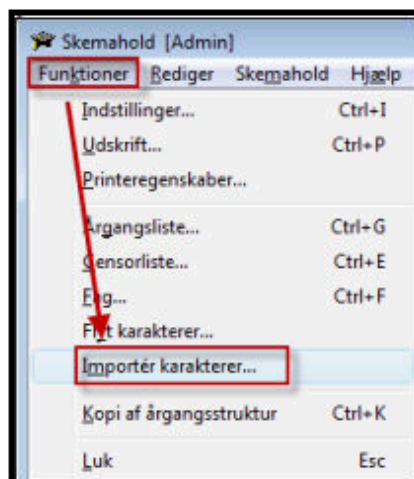 Skemahold [Admin]
Funktioner Rediger Skemahold Hjælp
Indstillinger... Ctrl+I
Udskrift... Ctrl+P
Printeregenskaber...
Årgangsliste... Ctrl+G
Censorliste... Ctrl+E
Fag... Ctrl+F
Flyt karakterer...
Importér karakterer...
Kopi af årgangsstruktur Ctrl+K
Luk Esc